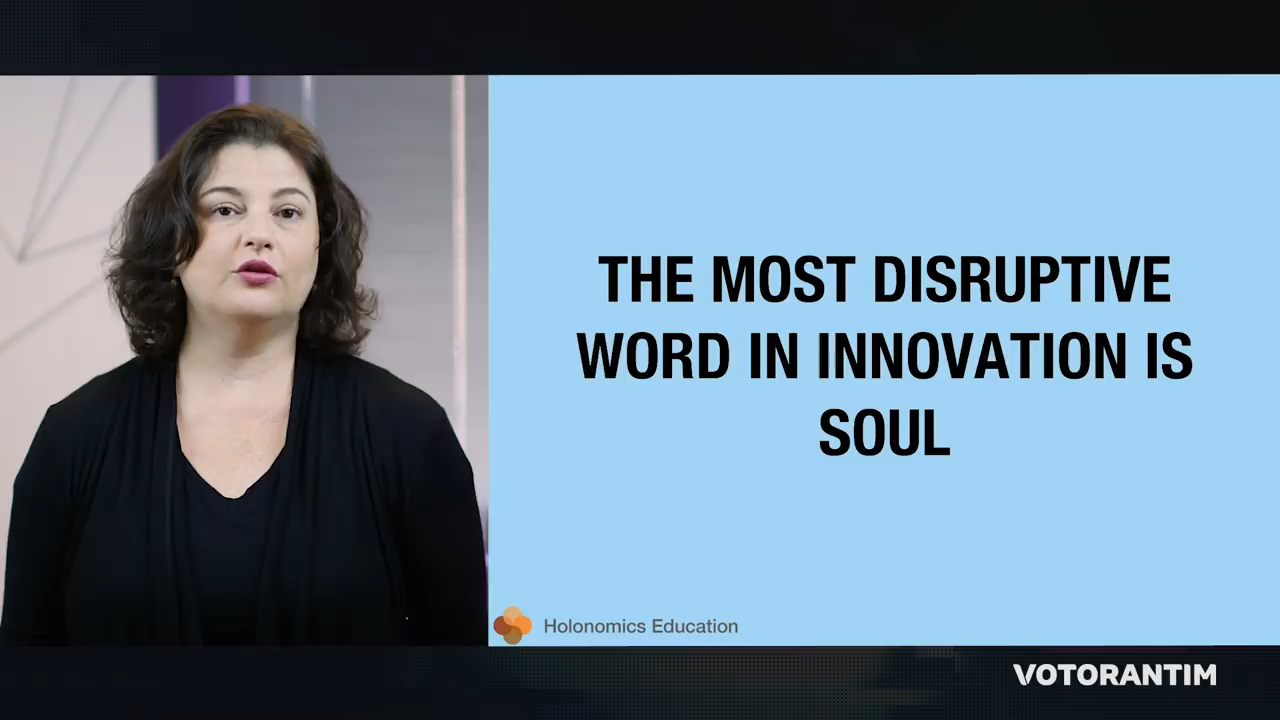 THE MOST DISRUPTIVE
WORD IN INNOVATION IS
SOUL
Holonomics Education
VOTORANTIM